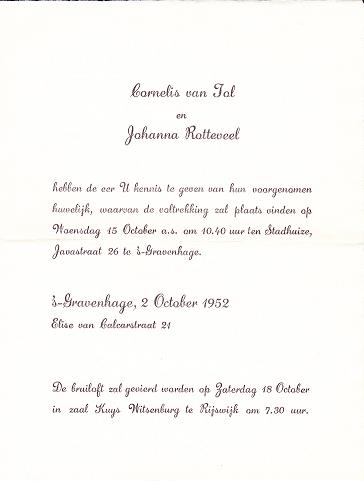 Cornelis van Tol
en
Johanna Rotteveel
hebben de eer U kennis te geven van hun voorgenomen
huwelijk, waarvan de voltrekking zal plaats vinden op
Woensdag 15 October a.s. om 10.40 uur ten Stadhuize,
Javastraat 26 te 's-Gravenhage.
's-Gravenhage, 2 October 1952
Elise van Calcarstraat 21
De bruiloft zal gevierd worden op Zaterdag 18 October
in zaal Kuys Witsenburg te Rijswijk om 7.30 uur.